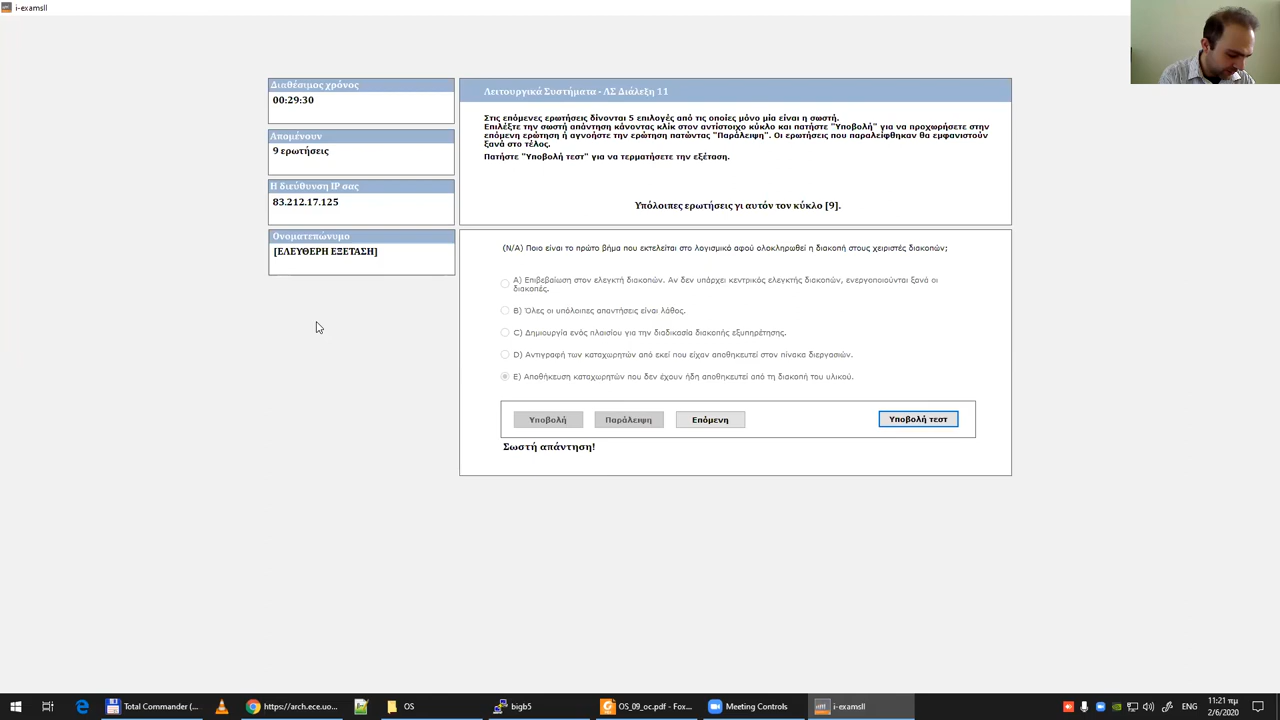 i-examsII
Διαθέσιμος χρόνος
00:29:30
Απομένουν
9 ερωτήσεις
Η διεύθυνση IP σας
83.212.17.125
Ονοματεπώνυμο
[ΕΛΕΥΘΕΡΗ ΕΞΕΤΑΣΗ]
Λειτουργικά Συστήματα - ΛΣ Διάλεξη 11
Στις επόμενες ερωτήσεις δίνονται 5 επιλογές από τις οποίες μόνο μία είναι η σωστή.
Επιλέξτε την σωστή απάντηση κάνοντας κλίκ στον αντίστοιχο κύκλο και πατήστε "Υποβολή" για να προχωρήσετε στην
επόμενη ερώτηση ή αγνοήστε την ερώτηση πατώντας "Παράλειψη". Οι ερωτήσεις που παραλείφθηκαν θα εμφανιστούν
ξανά στο τέλος.
Πατήστε "Υποβολή τεστ" για να τερματήσετε την εξέταση.
Υπόλοιπες ερωτήσεις γι αυτόν τον κύκλο [9].
(N/A) Ποιο είναι το πρώτο βήμα που εκτελείται στο λογισμικό αφού ολοκληρωθεί η διακοπή στους χειριστές διακοπών;
A) Επιβεβαίωση στον ελεγκτή διακοπών. Αν δεν υπάρχει κεντρικός ελεγκτής διακοπών, ενεργοποιούνται ξανά οι
διακοπές.
B) Όλες οι υπόλοιπες απαντήσεις είναι λάθος.
C) Δημιουργία ενός πλαισίου για την διαδικασία διακοπής εξυπηρέτησης.
D) Αντιγραφή των καταχωρητών από εκεί που είχαν αποθηκευτεί στον πίνακα διεργασιών.
E) Αποθήκευση καταχωρητών που δεν έχουν ήδη αποθηκευτεί από τη διακοπή του υλικού.
Υποβολή Παράλειψη Επόμενη Υποβολή τεστ
Σωστή απάντηση!
Total Commander (... https://arch.ece.uo... OS bigb5 OS_09_oc.pdf - Fox... Meeting Controls i-examsII ENG 11:21 πμ
2/6/2020